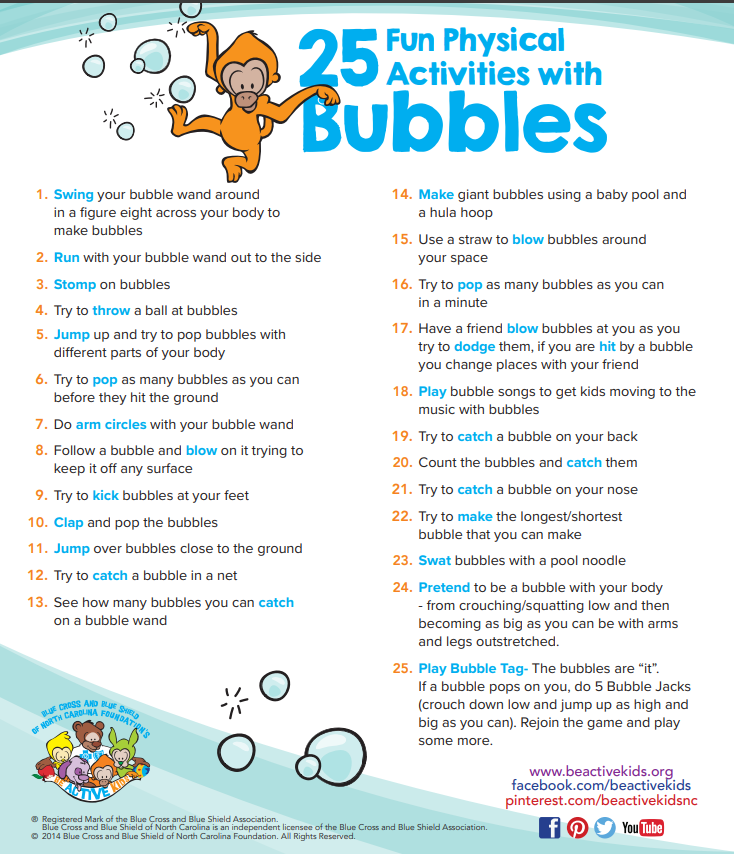 25 Fun Physical
Activities with
Bubbles
1. Swing your bubble wand around
in a figure eight across your body to
make bubbles
2. Run with your bubble wand out to the side
3. Stomp on bubbles
4. Try to throw a ball at bubbles
5. Jump up and try to pop bubbles with
different parts of your body
6. Try to pop as many bubbles as you can
before they hit the ground
7. Do arm circles with your bubble wand
8. Follow a bubble and blow on it trying to
keep it off any surface
9. Try to kick bubbles at your feet
10. Clap and pop the bubbles
11. Jump over bubbles close to the ground
12. Try to catch a bubble in a net
13. See how many bubbles you can catch
on a bubble wand
14. Make giant bubbles using a baby pool and
a hula hoop
15. Use a straw to blow bubbles around
your space
16. Try to pop as many bubbles as you can
in a minute
17. Have a friend blow bubbles at you as you
try to dodge them, if you are hit by a bubble
you change places with your friend
18. Play bubble songs to get kids moving to the
music with bubbles
19. Try to catch a bubble on your back
20. Count the bubbles and catch them
21. Try to catch a bubble on your nose
22. Try to make the longest/shortest
bubble that you can make
23. Swat bubbles with a pool noodle
24. Pretend to be a bubble with your body
- from crouching/squatting low and then
becoming as big as you can be with arms
and legs outstretched.
25. Play Bubble Tag- The bubbles are “it”.
If a bubble pops on you, do 5 Bubble Jacks
(crouch down low and jump up as high and
big as you can). Rejoin the game and play
some more.
BLUE CROSS AND BLUE SHIELD
OF NORTH CAROLINA FOUNDATION'S
BE ACTIVE KIDS
www.beactivekids.org
facebook.com/beactivekids
pinterest.com/beactivekidsnc
You Tube
® Registered Mark of the Blue Cross and Blue Shield Association.
Blue Cross and Blue Shield of North Carolina is an independent licensee of the Blue Cross and Blue Shield Association.
© 2014 Blue Cross and Blue Shield of North Carolina Foundation. All Rights Reserved.